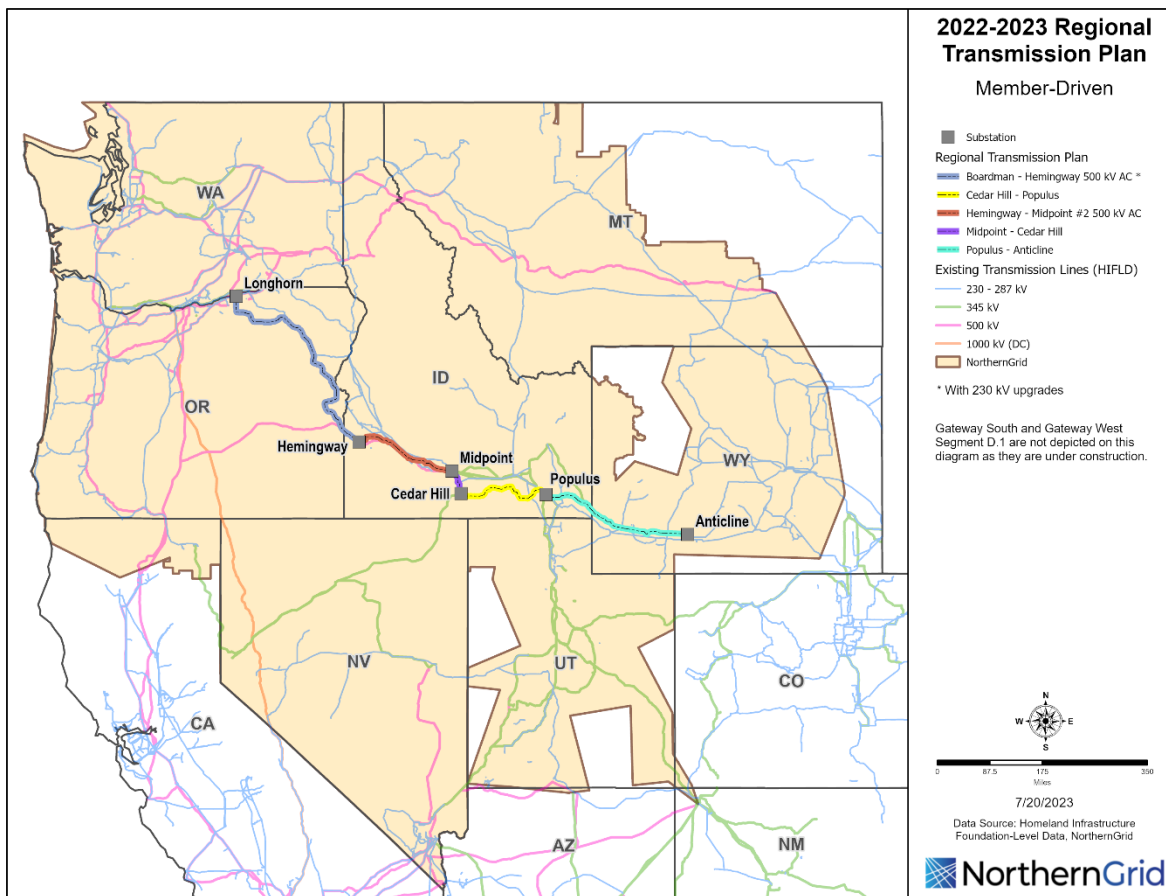 2022-2023 Regional
Transmission Plan
Member-Driven
Substation
Regional Transmission Plan
Boardman - Hemingway 500 kV AC *
Cedar Hill - Populus
Hemingway - Midpoint #2 500 kV AC
Midpoint - Cedar Hill
Populus - Anticline
Existing Transmission Lines (HIFLD)
230 - 287 kV
345 kV
500 kV
1000 kV (DC)
NorthernGrid
* With 230 kV upgrades
Gateway South and Gateway West
Segment D.1 are not depicted on this
diagram as they are under construction.
WA
MT
Longhorn
ID
OR
Hemingway
Midpoint
WY
Cedar Hill
Populus
Anticline
NV
UT
CO
CA
AZ
NM
N
W
E
S
0
87.5
175
350
Miles
7/20/2023
Data Source: Homeland Infrastructure
Foundation-Level Data, NorthernGrid
NorthernGrid